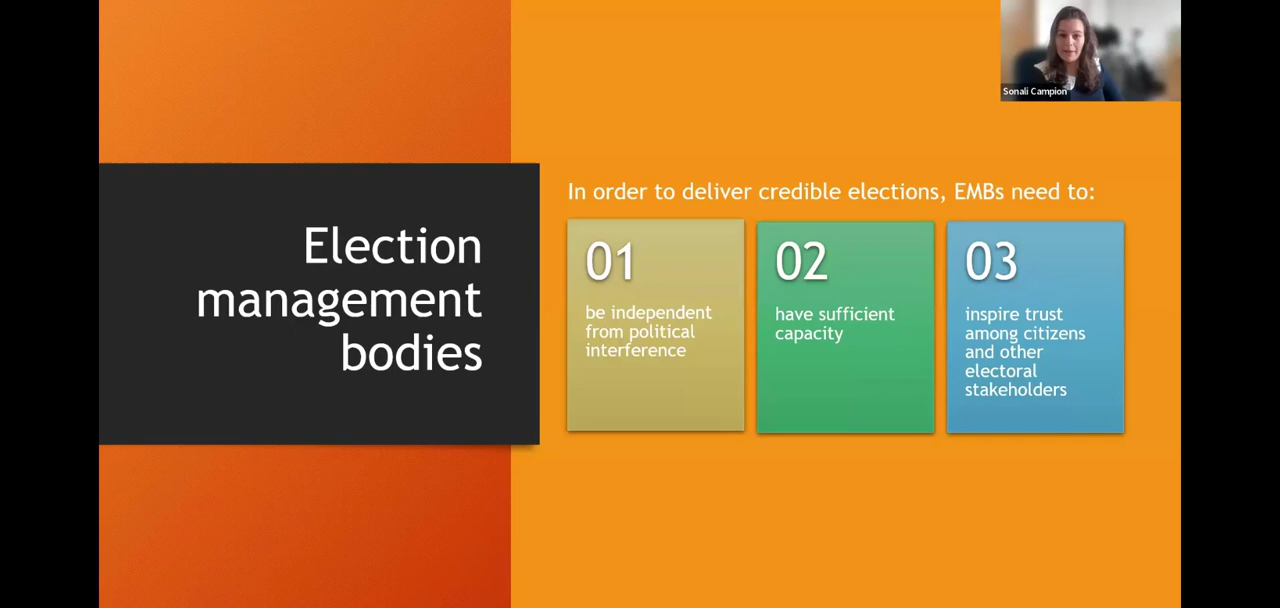 Sonali Campion
Election
management
bodies
In order to deliver credible elections, EMBs need to:
01
be independent
from political
interference
02
have sufficient
capacity
03
inspire trust
among citizens
and other
electoral
stakeholders